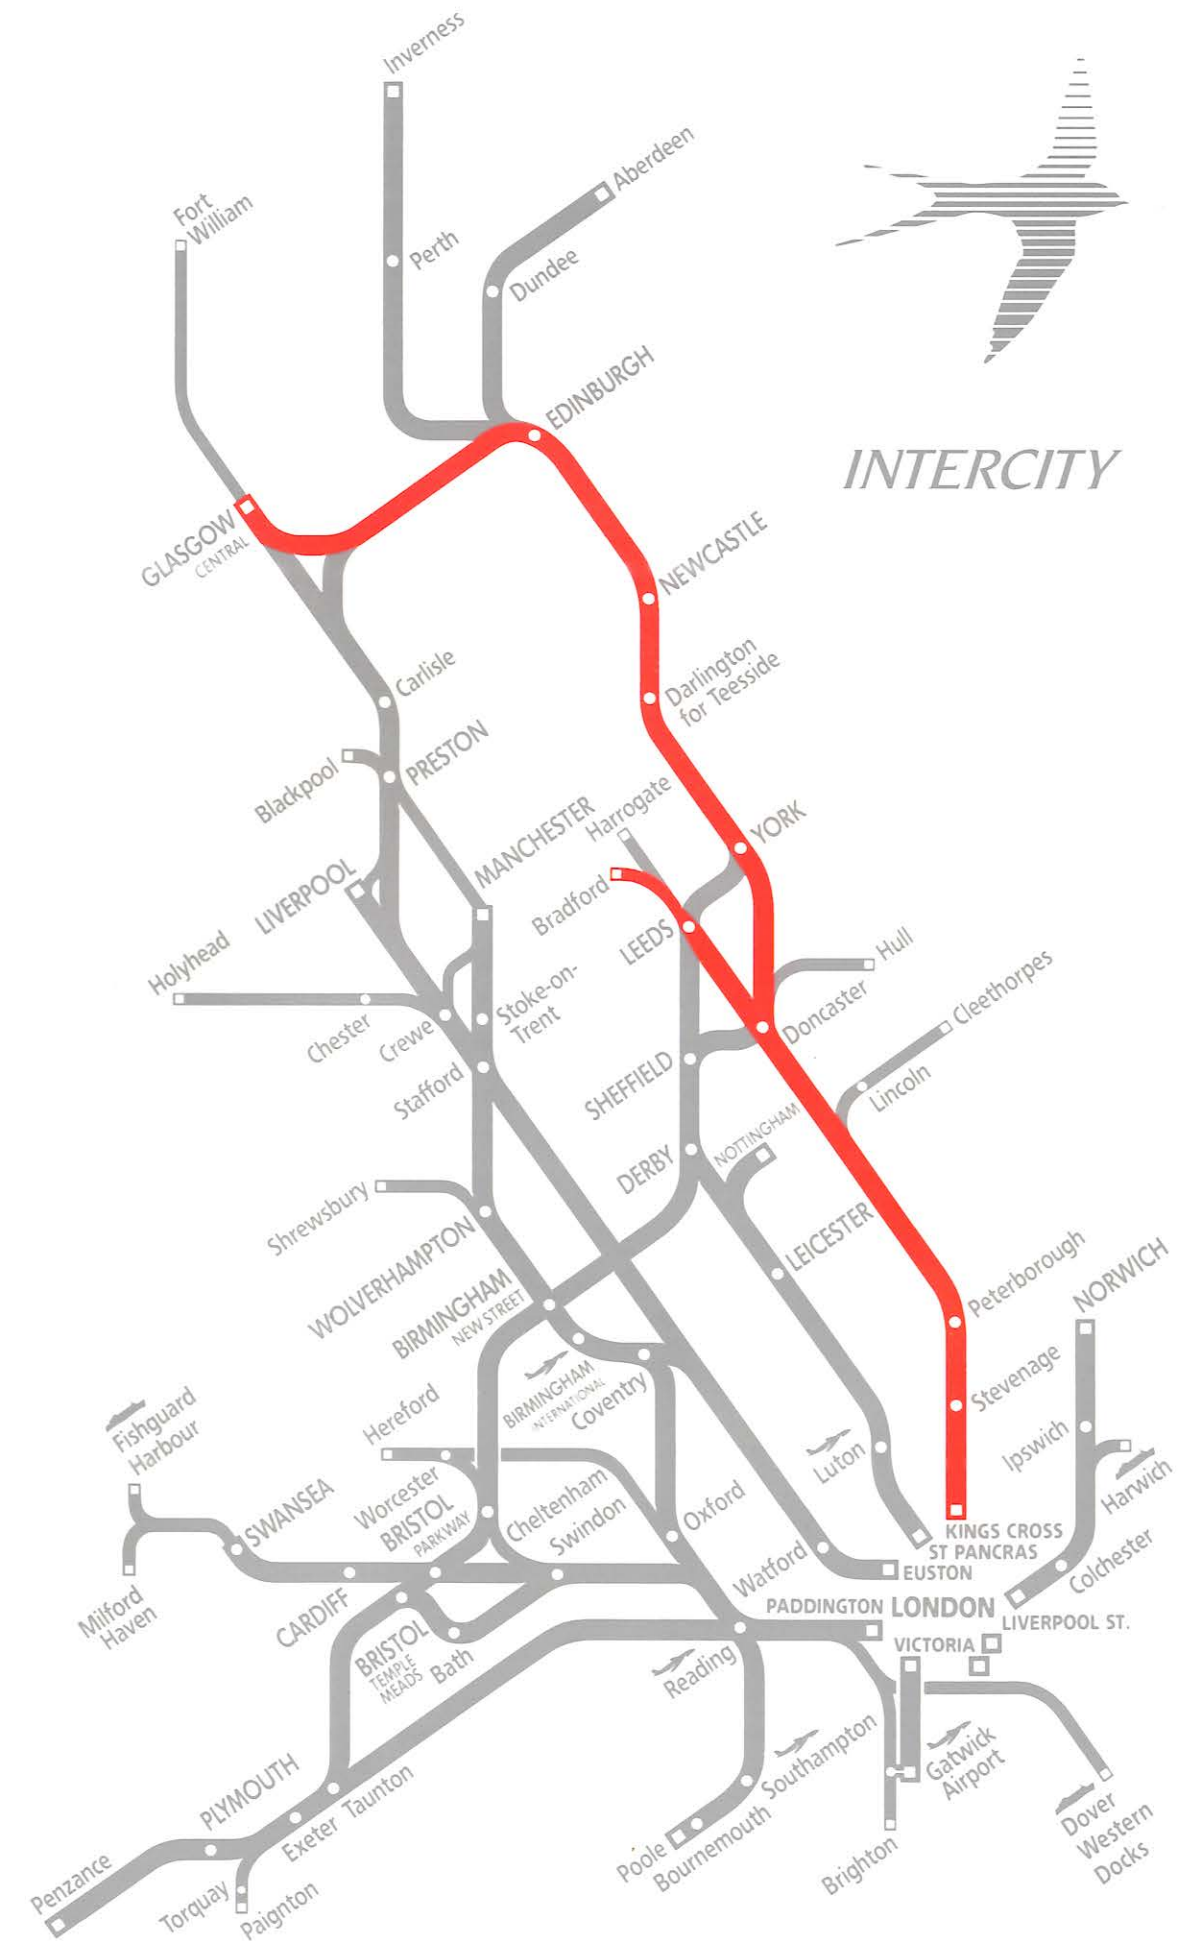 Inverness
Aberdeen
Fort
William
Perth
Dundee
EDINBURGH
INTERCITY
GLASGOW
CENTRAL
NEWCASTLE
Darlington
for Teesside
Carlisle
PRESTON
Blackpool
MANCHESTER
Harrogate
YORK
LIVERPOOL
Bradford
LEEDS
Hull
Holyhead
Chester
Crewe
Stoke-on-
Trent
Doncaster
Cleethorpes
Stafford
SHEFFIELD
Lincoln
NOTTINGHAM
DERBY
Shrewsbury
WOLVERHAMPTON
LEICESTER
Peterborough
NORWICH
BIRMINGHAM
NEW STREET
Stevenage
BIRMINGHAM
INTERNATIONAL
Coventry
Fishguard
Harbour
Hereford
Luton
Ipswich
Harwich
Worcester
SWANSEA
BRISTOL
PARKWAY
Cheltenham
Swindon
Oxford
KINGS CROSS
ST PANCRAS
Colchester
Watford
EUSTON
Milford
Haven
CARDIFF
PADDINGTON
LONDON
LIVERPOOL ST.
BRISTOL
TEMPLE
MEADS
Bath
VICTORIA
Reading
Southampton
Gatwick
Airport
PLYMOUTH
Exeter
Taunton
Dover
Western
Docks
Poole
Bournemouth
Brighton
Penzance
Torquay
Paignton